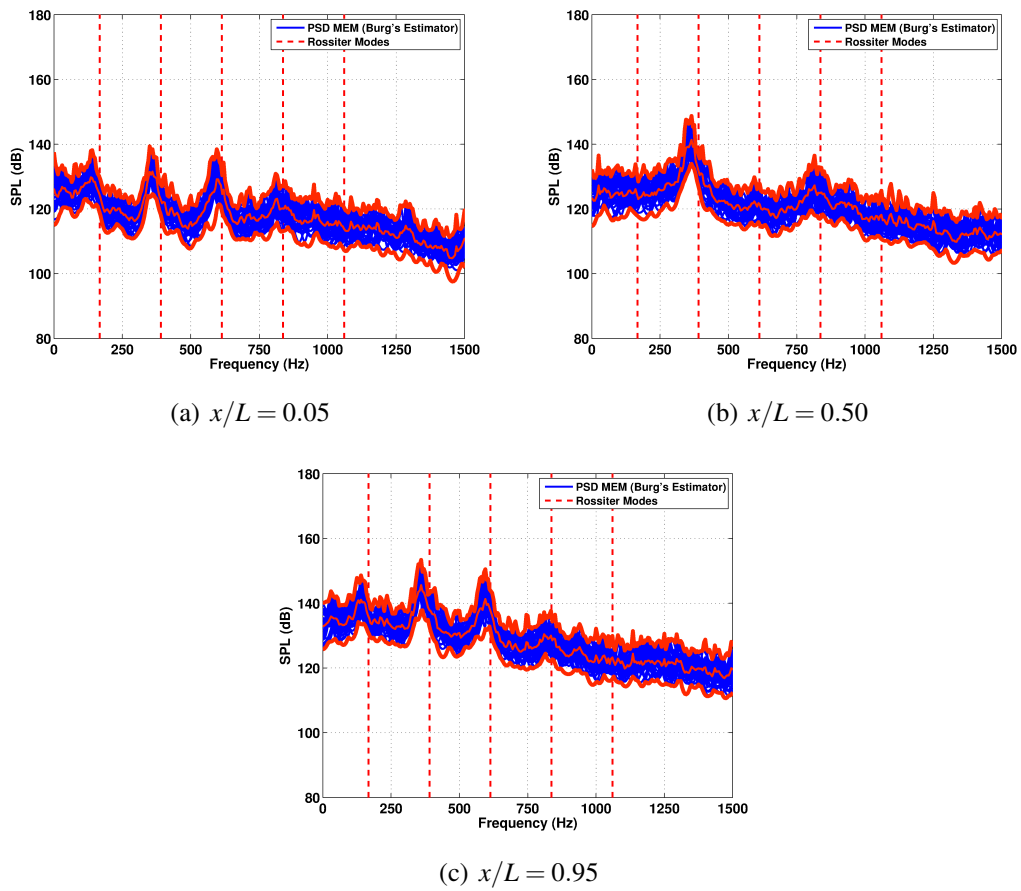 180
160
140
120
100
80
SPL (dB)
PSD MEM (Burg's Estimator)
Rossiter Modes
0 250 500 750 1000 1250 1500
Frequency (Hz)
(a) x/L = 0.05
180
160
140
120
100
80
SPL (dB)
PSD MEM (Burg's Estimator)
Rossiter Modes
0 250 500 750 1000 1250 1500
Frequency (Hz)
(b) x/L = 0.50
180
160
140
120
100
80
SPL (dB)
PSD MEM (Burg's Estimator)
Rossiter Modes
0 250 500 750 1000 1250 1500
Frequency (Hz)
(c) x/L = 0.95